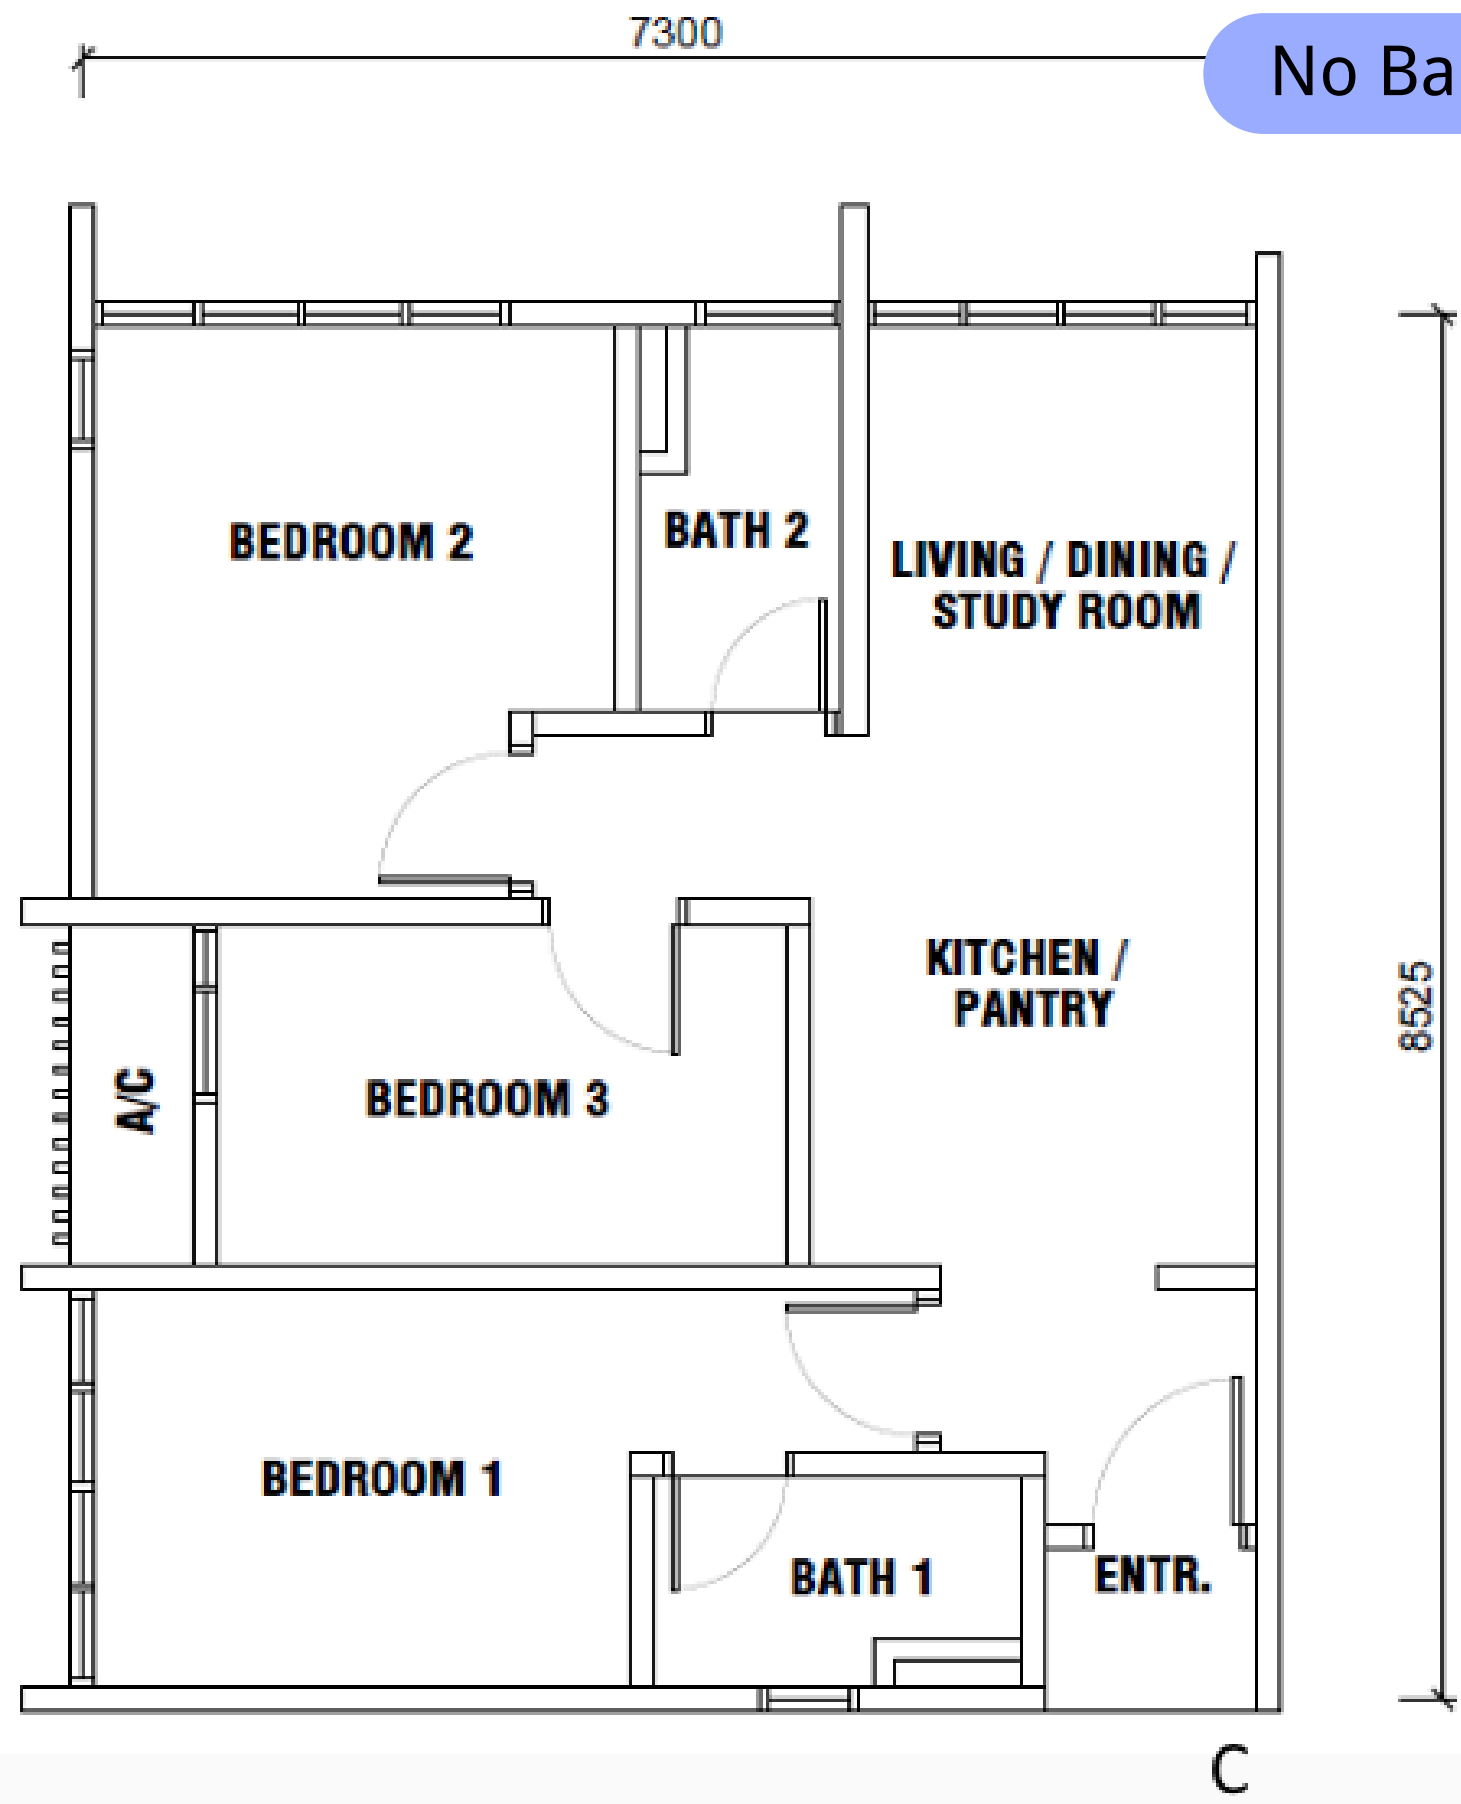 7300
No Ba
BEDROOM 2
BATH 2
LIVING / DINING /
STUDY ROOM
KITCHEN /
PANTRY
8525
A/C
BEDROOM 3
BEDROOM 1
BATH 1
ENTR.
C